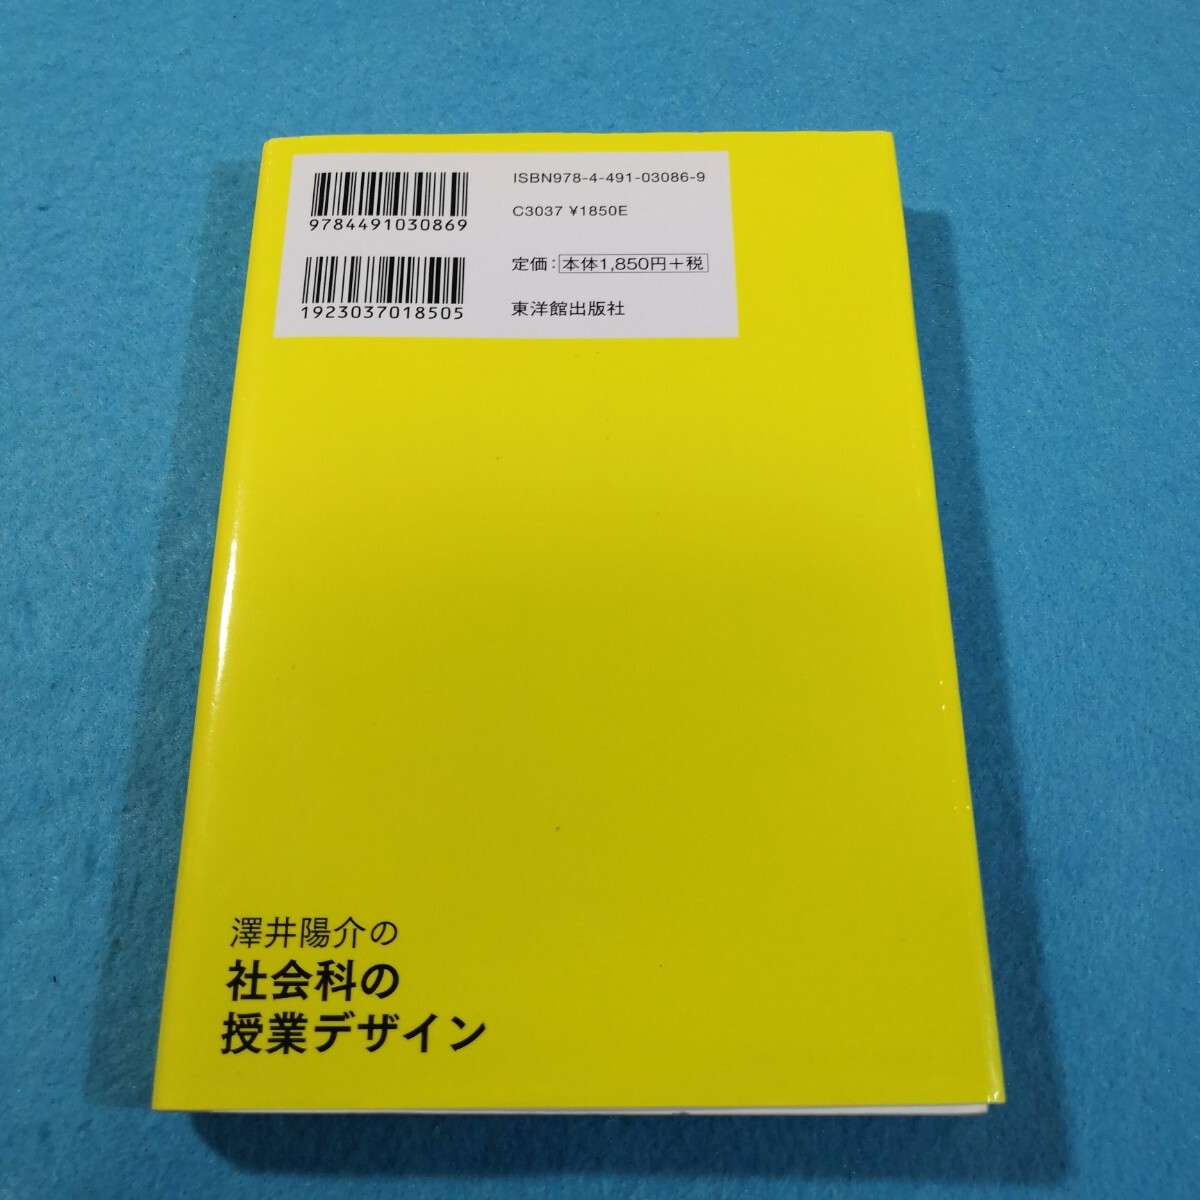 9784491030869
1923037018505
ISBN978-4-491-03086-9
C3037 ¥1850E
定価：本体1,850円＋税
東洋館出版社
澤井陽介の
社会科の
授業デザイン